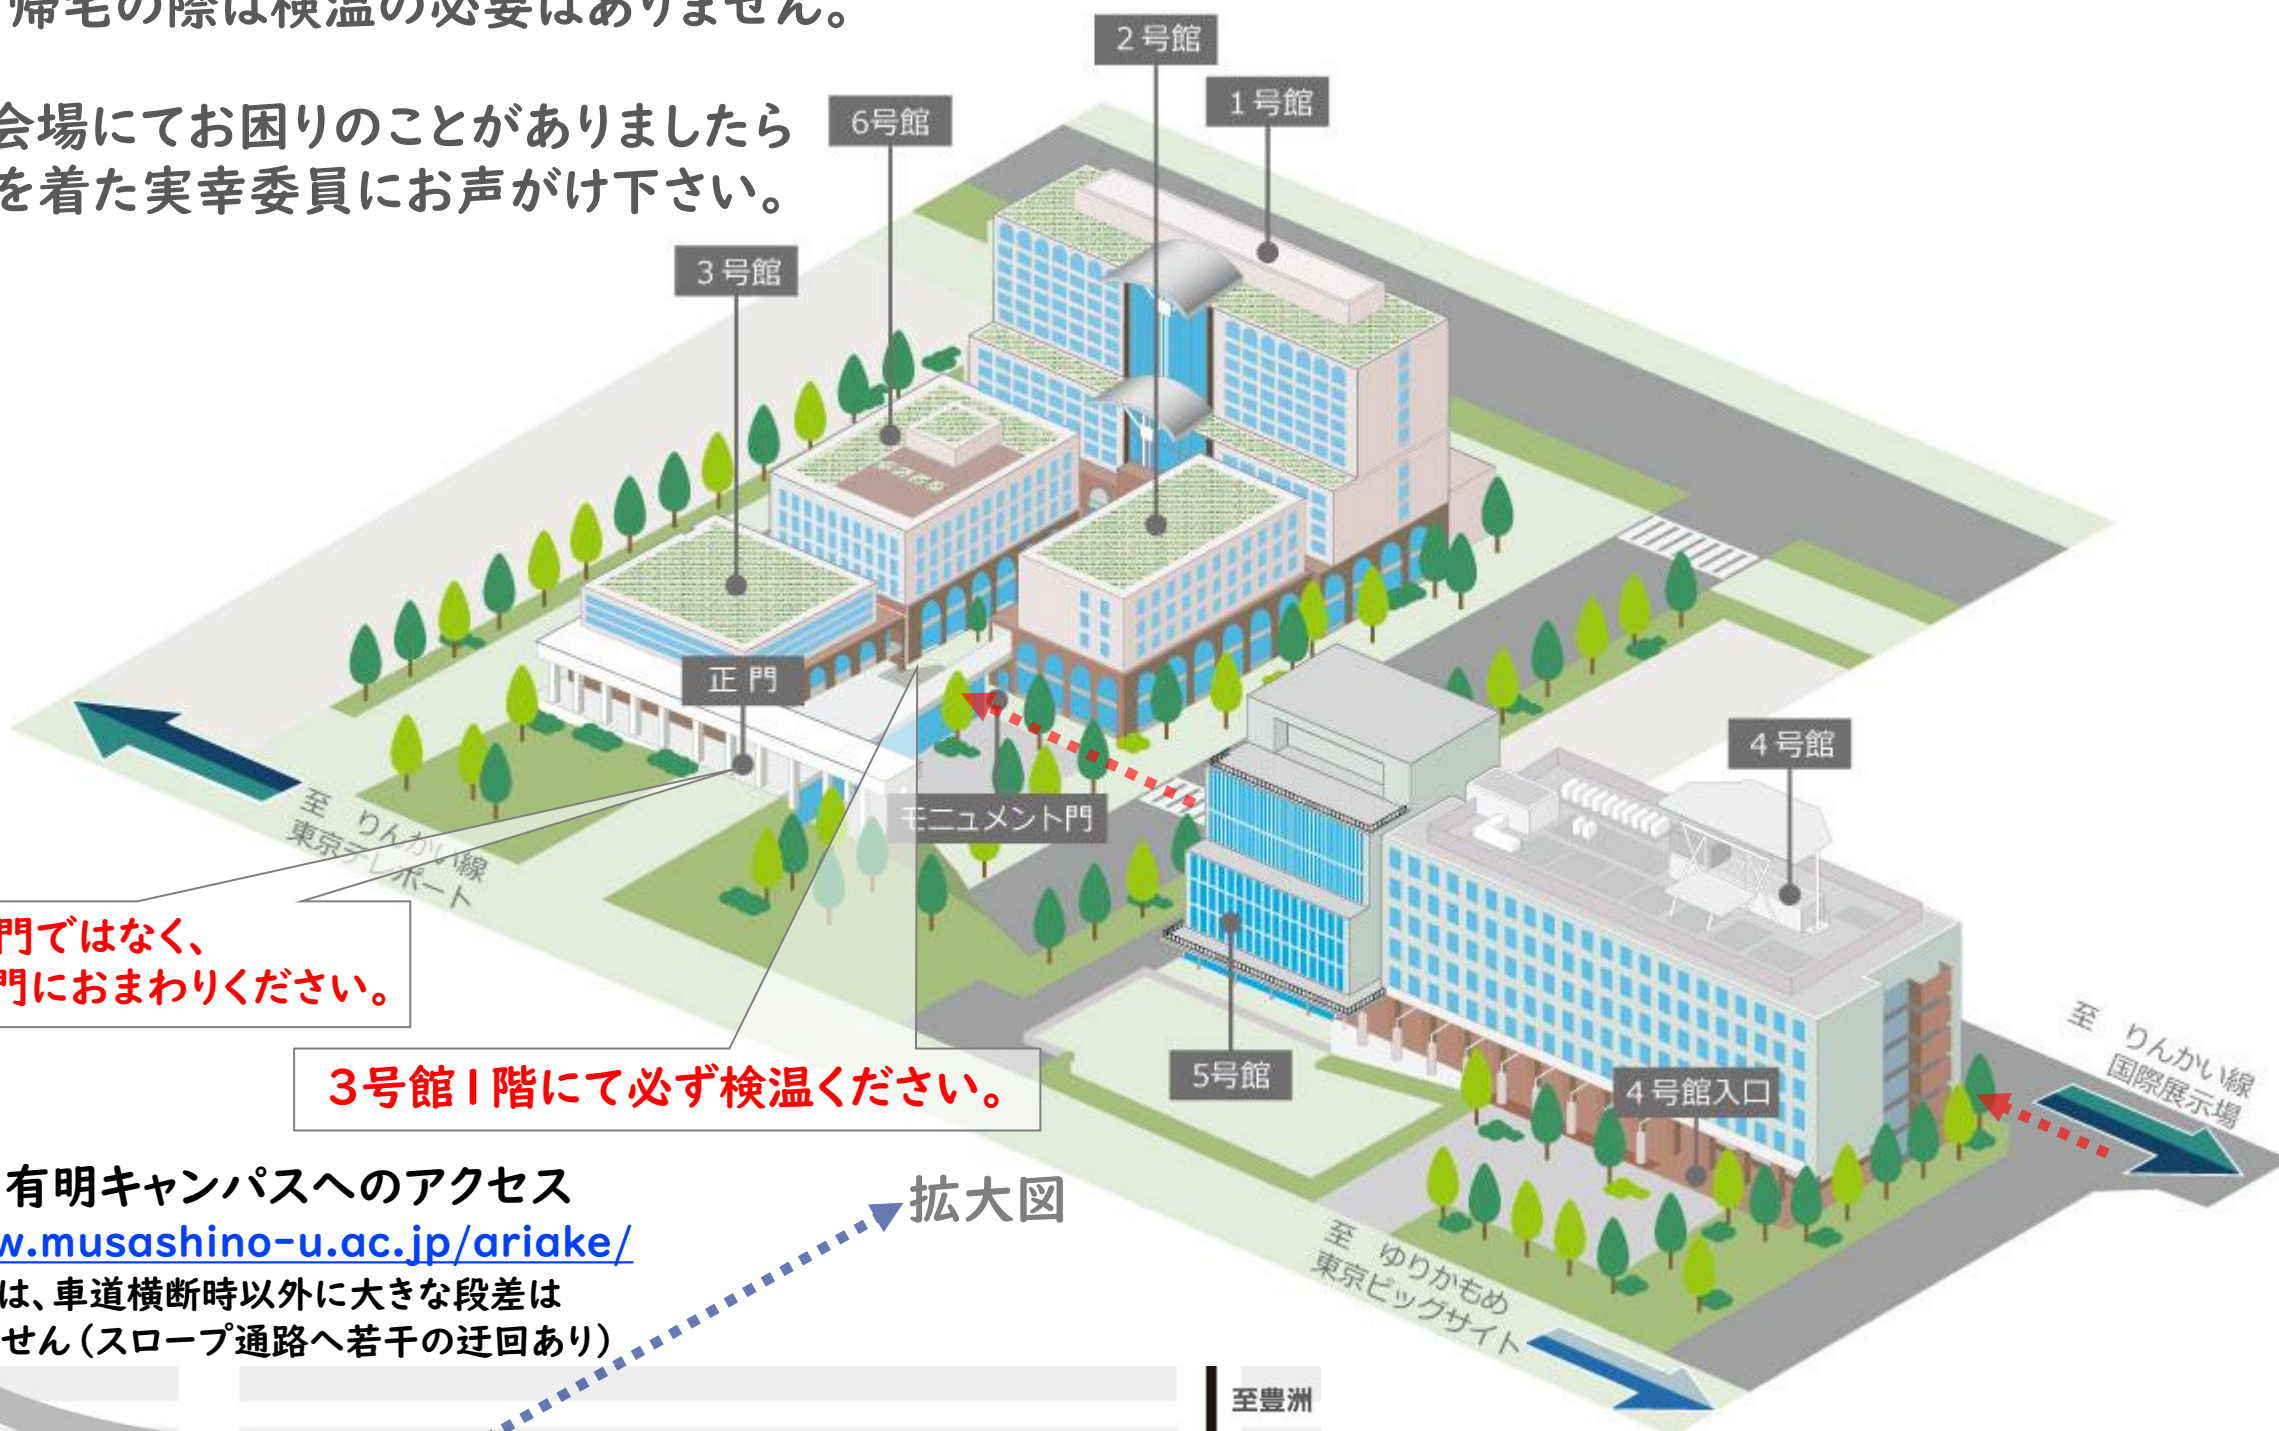 帰宅の際は検温の必要はありません。
会場にてお困りのことがありましたら
を着た実幸委員にお声がけ下さい。
2号館
1号館
6号館
3号館
正門
モニュメント門
4号館
至 りんかい線
東京テレポート
門ではなく、
門におまわりください。
3号館1階にて必ず検温ください。
5号館
4号館入口
至 りんかい線
国際展示場
有明キャンパスへのアクセス
w.musashino-u.ac.jp/ariake/
は、車道横断時以外に大きな段差は
せん(スロープ通路へ若干の迂回あり)
拡大図
至 ゆりかもめ
東京ビッグサイト
至豊洲